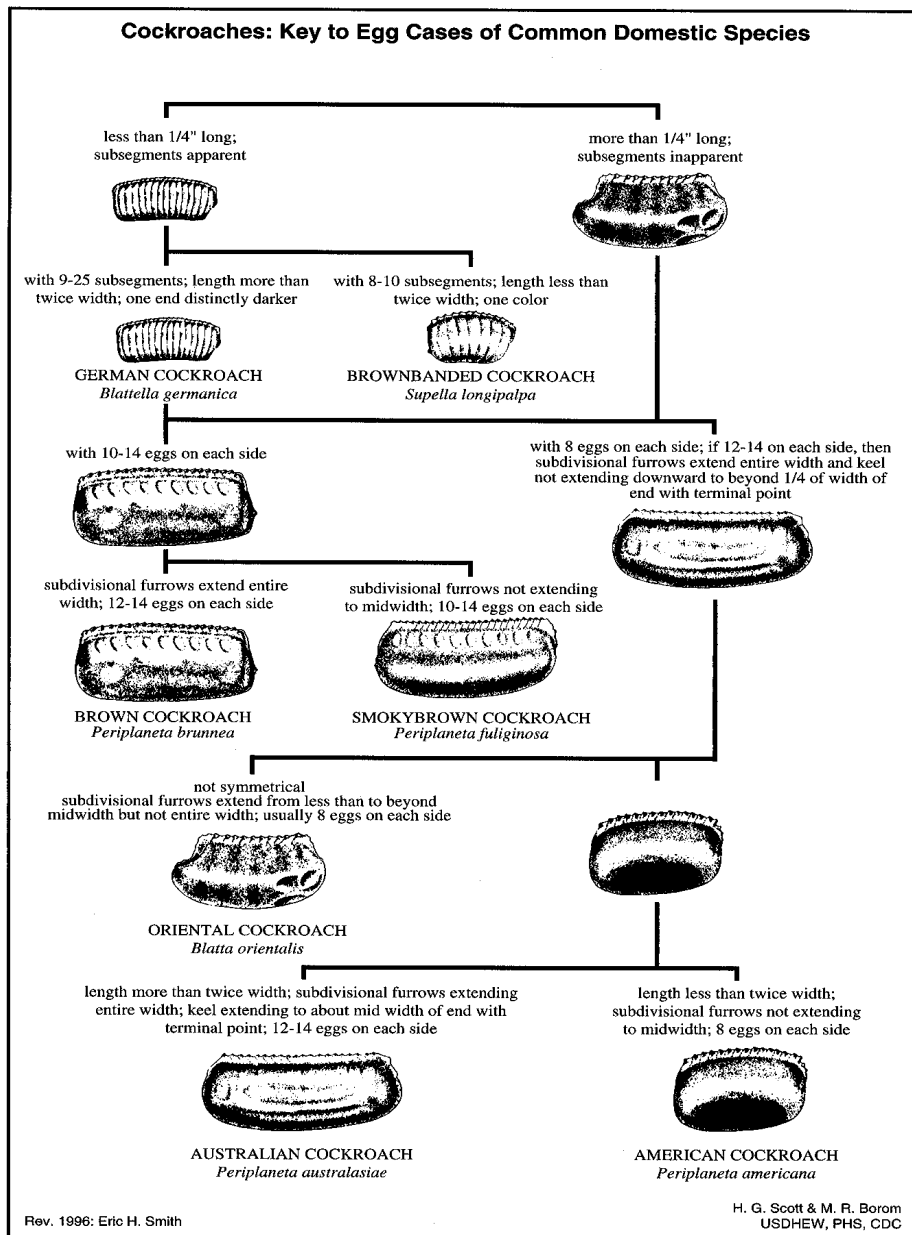 Cockroaches: Key to Egg Cases of Common Domestic Species
less than 1/4" long;
subsegments apparent
more than 1/4" long;
subsegments inapparent
with 9-25 subsegments; length more than
twice width; one end distinctly darker
GERMAN COCKROACH
Blattella germanica
with 8-10 subsegments; length less than
twice width; one color
BROWNBANDED COCKROACH
Supella longipalpa
with 10-14 eggs on each side
with 8 eggs on each side; if 12-14 on each side, then
subdivisional furrows extend entire width and keel
not extending downward to beyond 1/4 of width of
end with terminal point
subdivisional furrows extend entire
width; 12-14 eggs on each side
BROWN COCKROACH
Periplaneta brunnea
subdivisional furrows not extending
to midwidth; 10-14 eggs on each side
SMOKYBROWN COCKROACH
Periplaneta fuliginosa
not symmetrical
subdivisional furrows extend from less than to beyond
midwidth but not entire width; usually 8 eggs on each side
ORIENTAL COCKROACH
Blatta orientalis
length more than twice width; subdivisional furrows extending
entire width; keel extending to about mid width of end with
terminal point; 12-14 eggs on each side
AUSTRALIAN COCKROACH
Periplaneta australasiae
length less than twice width;
subdivisional furrows not extending
to midwidth; 8 eggs on each side
AMERICAN COCKROACH
Periplaneta americana
Rev. 1996: Eric H. Smith
H. G. Scott & M. R. Borom
USDHEW, PHS, CDC